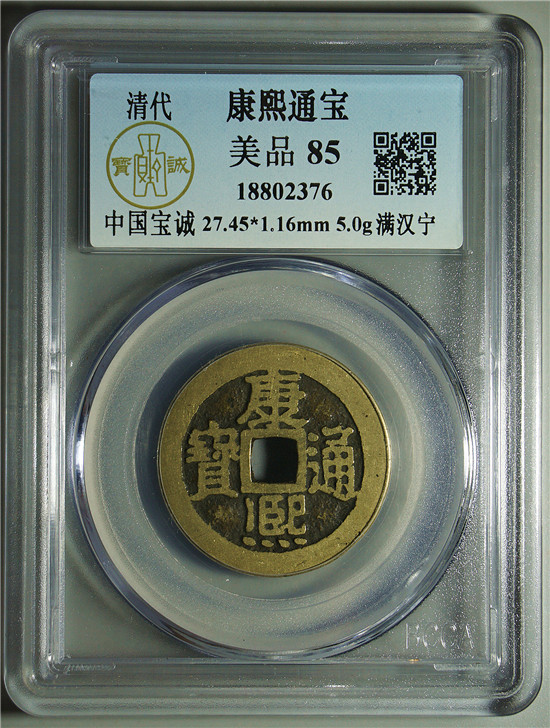 清代
康熙通宝
寶 誠
美品 85
18802376
中国宝诚 27.45*1.16mm 5.0g 满汉宁
康
寶 通
熙